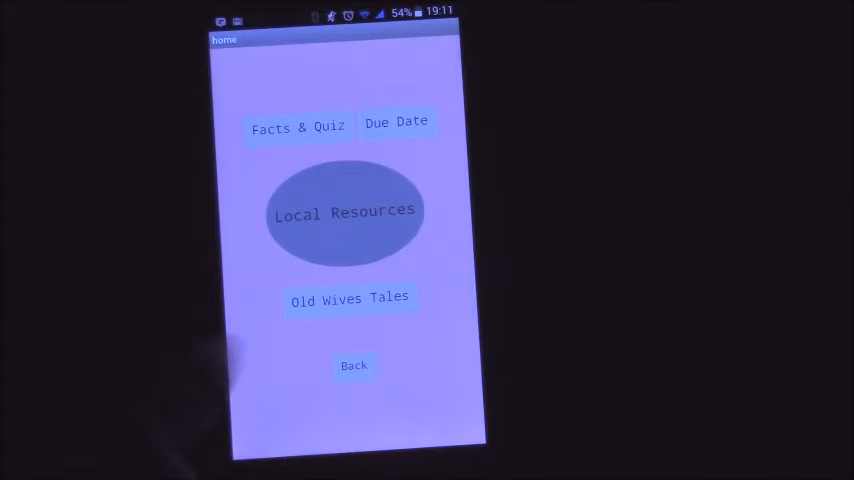 54% 19:11
home
Facts & Quiz Due Date
Local Resources
Old Wives Tales
Back